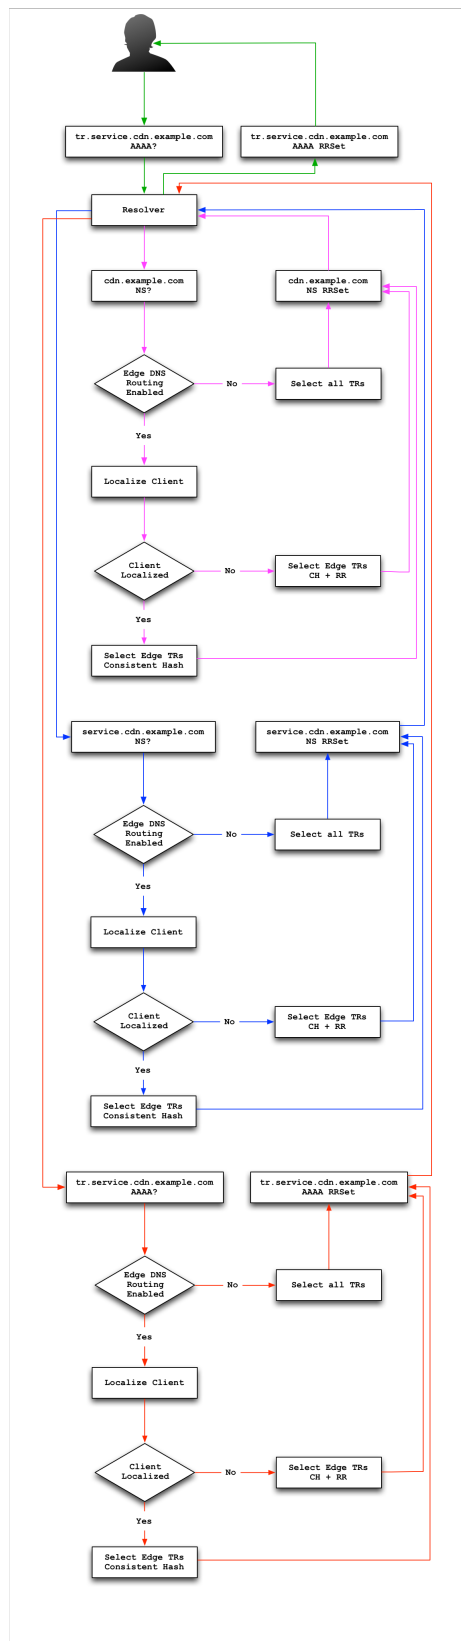 tr.service.cdn.example.com
AAAA?
tr.service.cdn.example.com
AAAA RRSet
Resolver
cdn.example.com
NS?
cdn.example.com
NS RRSet
Edge DNS
Routing
Enabled
No
Select all TRs
Yes
Localize Client
Client
Localized
No
Select Edge TRs
CH + RR
Yes
Select Edge TRs
Consistent Hash
service.cdn.example.com
NS?
service.cdn.example.com
NS RRSet
Edge DNS
Routing
Enabled
No
Select all TRs
Yes
Localize Client
Client
Localized
No
Select Edge TRs
CH + RR
Yes
Select Edge TRs
Consistent Hash
tr.service.cdn.example.com
AAAA?
tr.service.cdn.example.com
AAAA RRSet
Edge DNS
Routing
Enabled
No
Select all TRs
Yes
Localize Client
Client
Localized
No
Select Edge TRs
CH + RR
Yes
Select Edge TRs
Consistent Hash